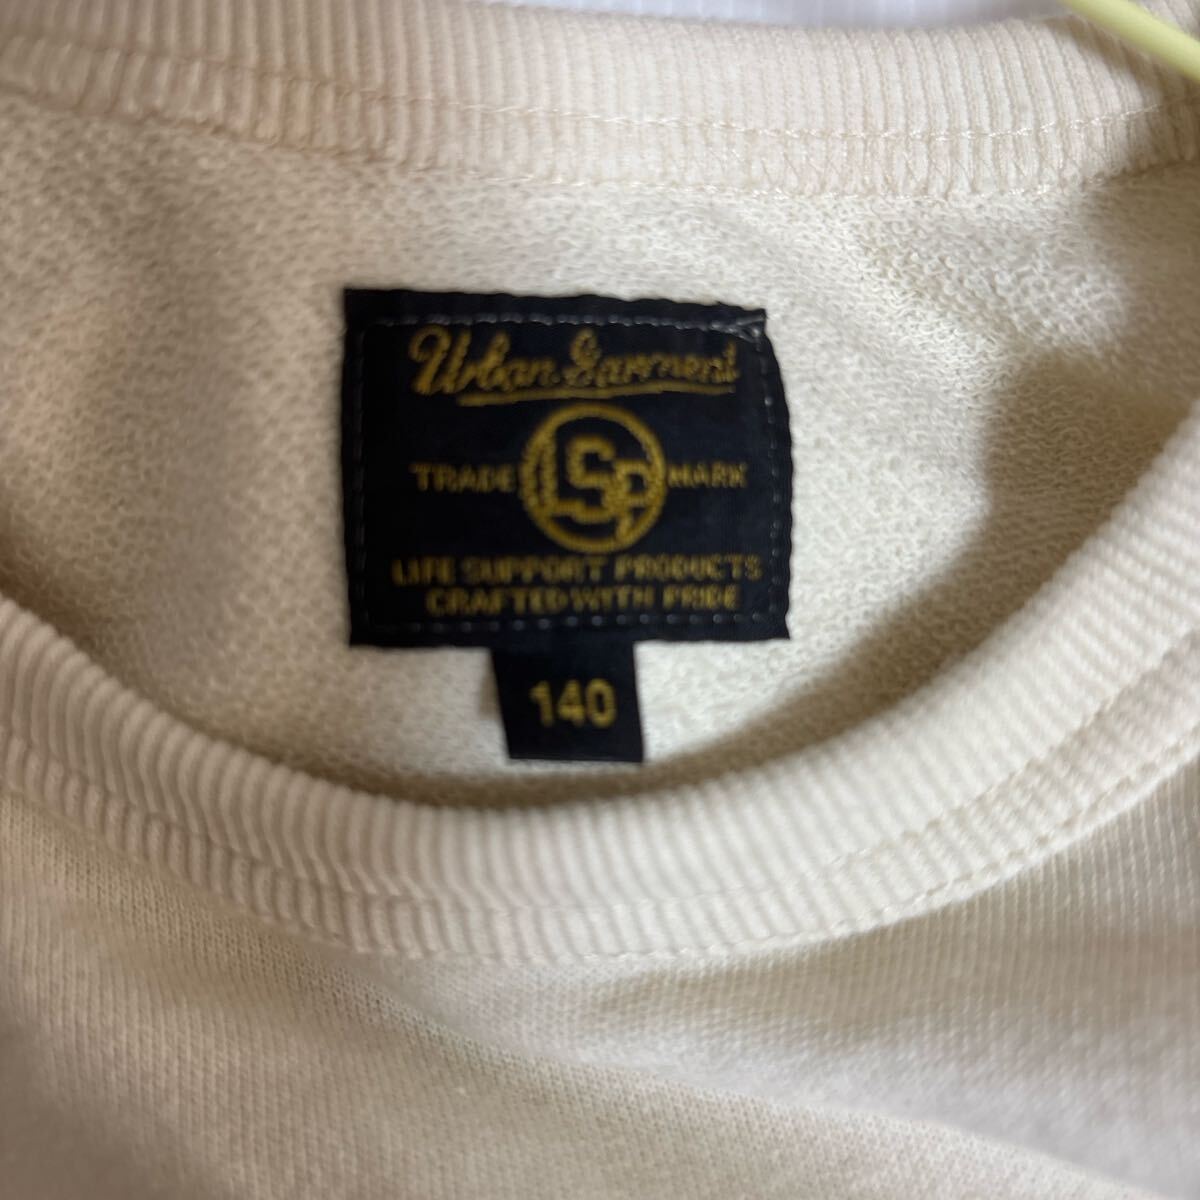 Urban Garment
TRADE LSP MARK
LIFE SUPPORT PRODUCTS
CRAFTED WITH PRIDE
140